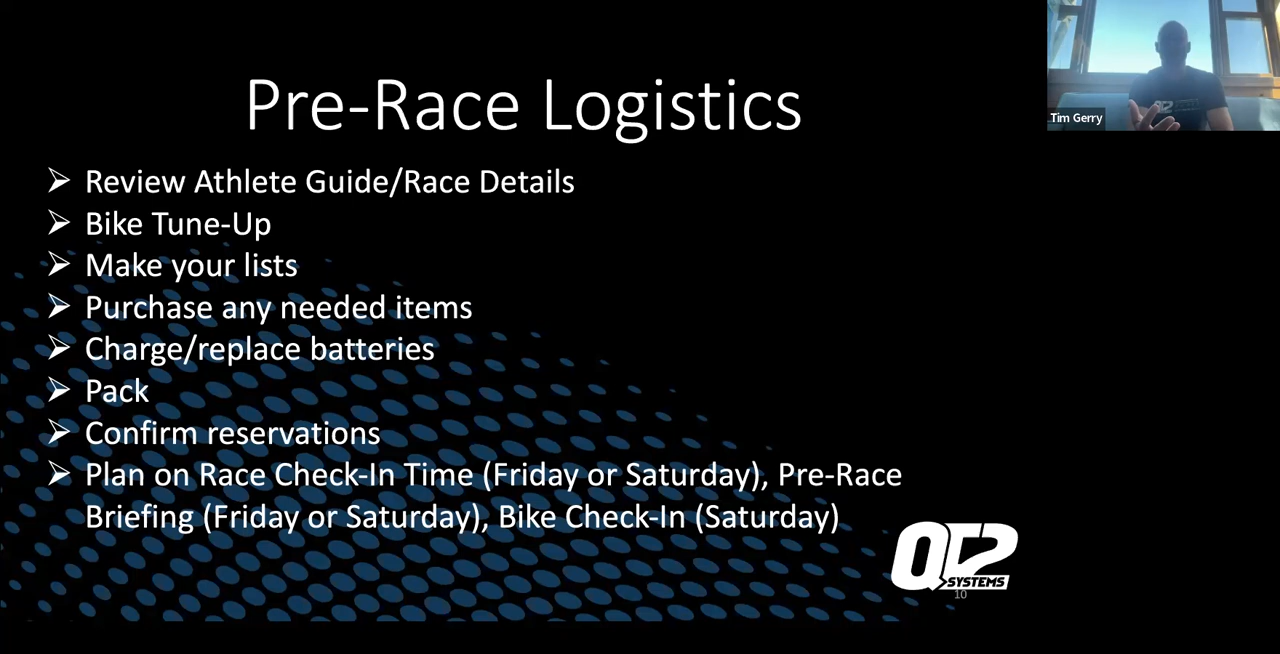 Pre-Race Logistics
Tim Gerry
Review Athlete Guide/Race Details
Bike Tune-Up
Make your lists
Purchase any needed items
Charge/replace batteries
Pack
Confirm reservations
Plan on Race Check-In Time (Friday or Saturday), Pre-Race
Briefing (Friday or Saturday), Bike Check-In (Saturday)
QT2
SYSTEMS
10